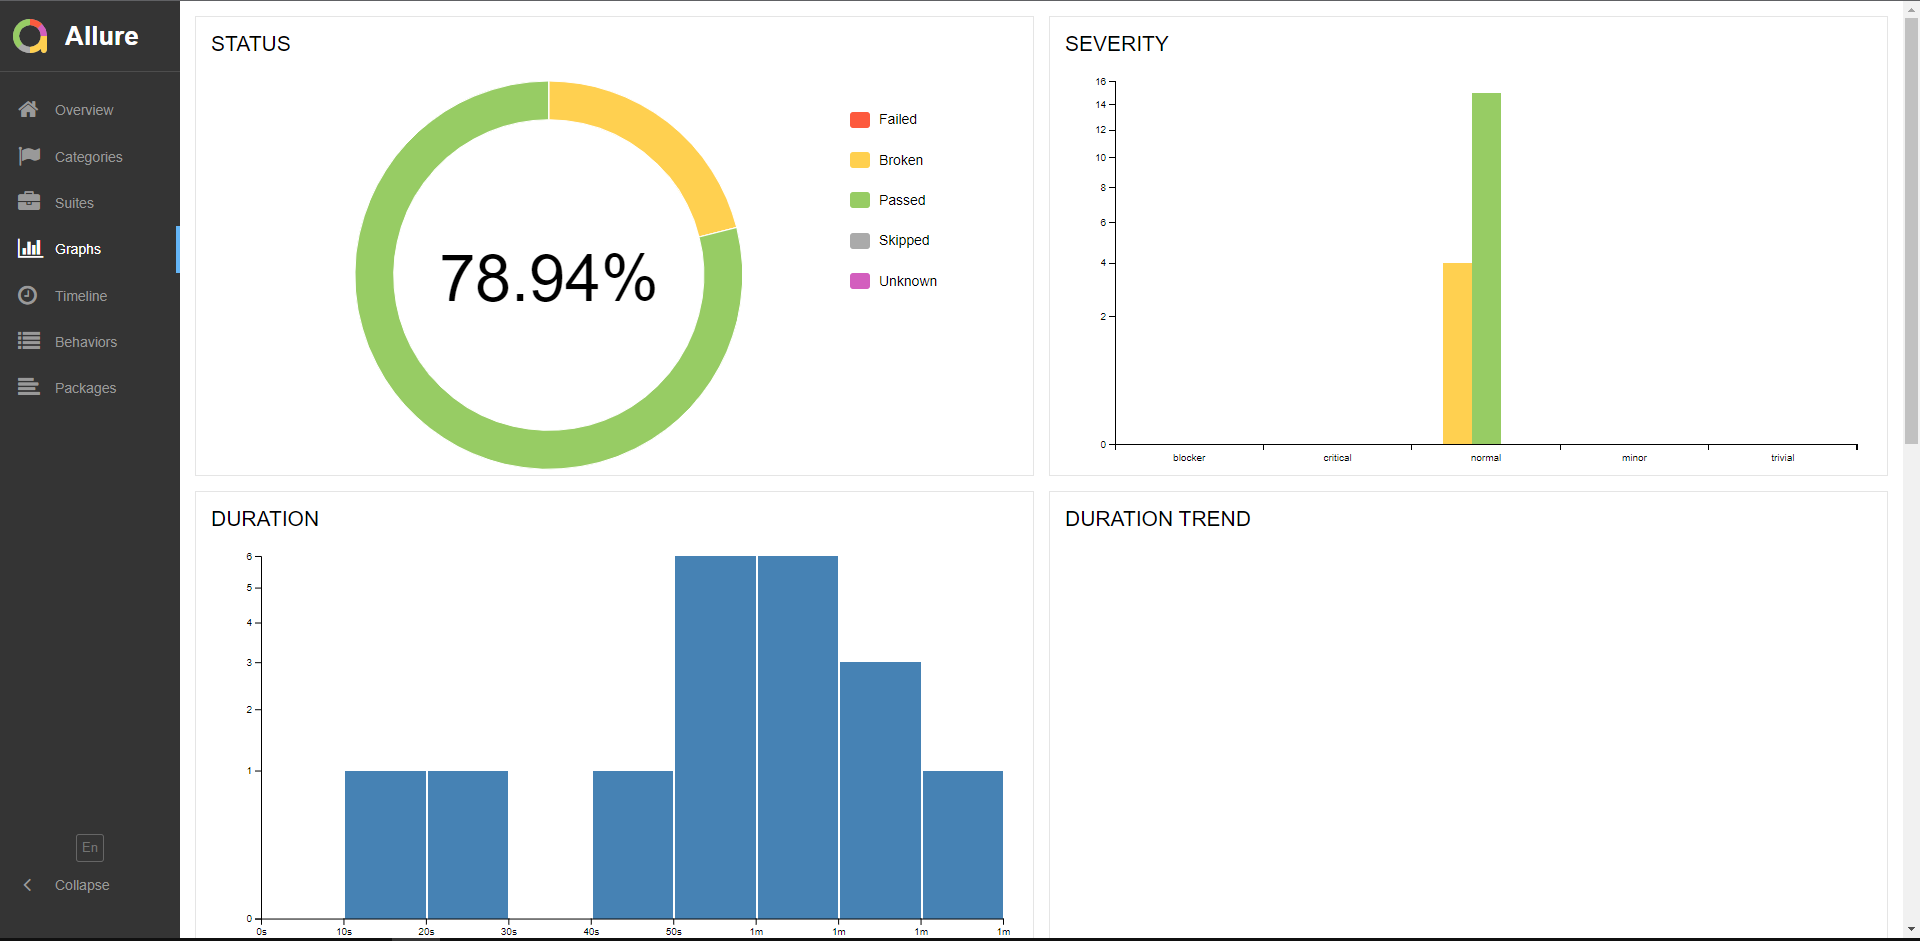 Allure
Overview
Categories
Suites
Graphs
Timeline
Behaviors
Packages
En
Collapse
STATUS
78.94%
Failed
Broken
Passed
Skipped
Unknown
SEVERITY
16
14
12
10
8
6
4
2
0
blocker critical normal minor trivial
DURATION
6
5
4
3
2
1
0
0s 10s 20s 30s 40s 50s 1m 1m 1m 1m
DURATION TREND